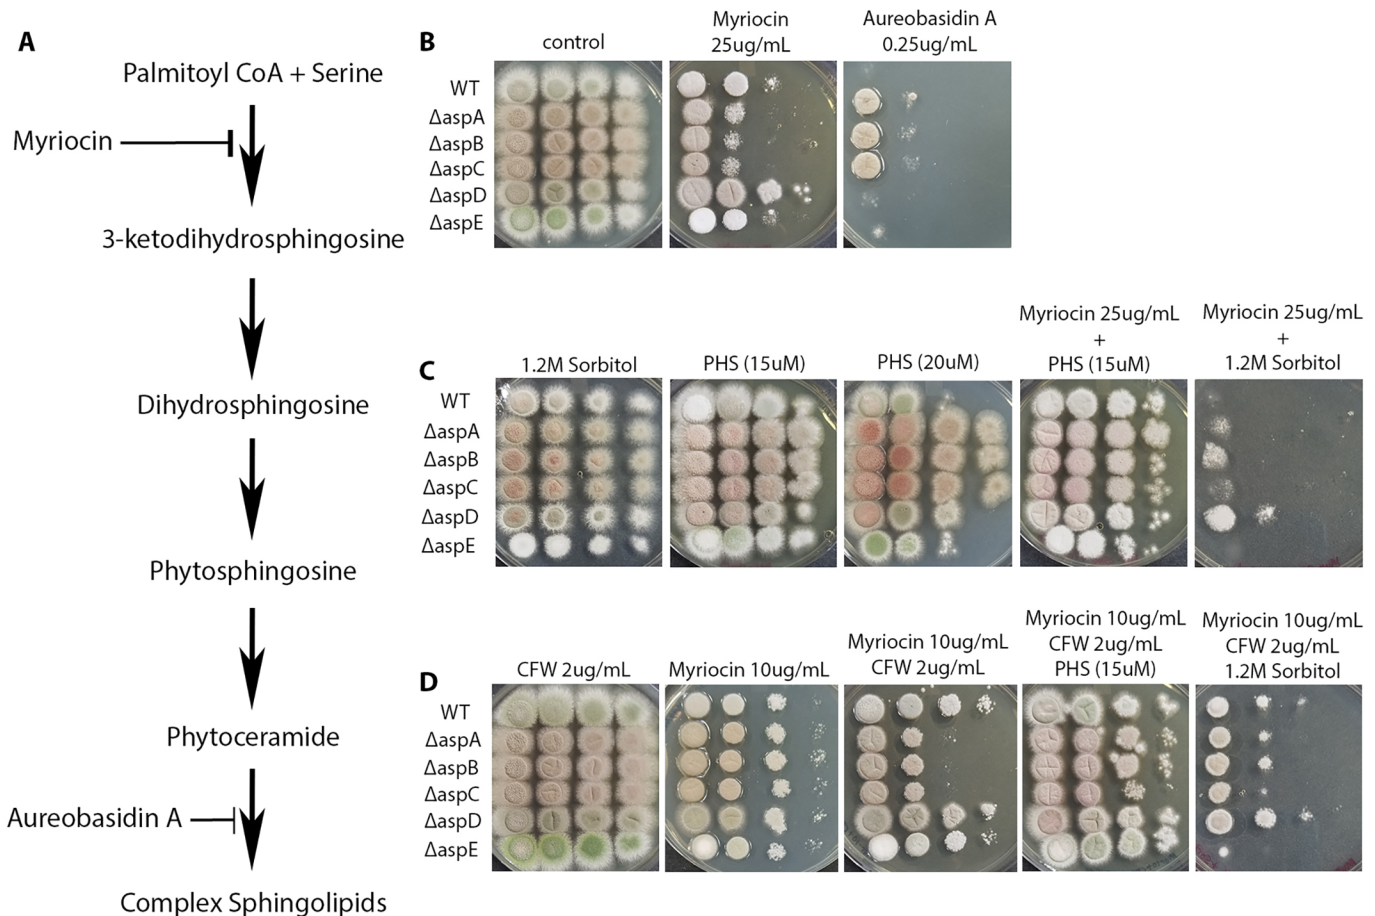 A
Palmitoyl CoA + Serine
Myriocin
3-ketodihydrosphingosine
Dihydrosphingosine
Phytosphingosine
Phytoceramide
Aureobasidin A
Complex Sphingolipids
B
control
Myriocin
25ug/mL
Aureobasidin A
0.25ug/mL
WT
ΔaspA
ΔaspB
ΔaspC
ΔaspD
ΔaspE
C
1.2M Sorbitol
PHS (15uM)
PHS (20uM)
Myriocin 25ug/mL
+
PHS (15uM)
Myriocin 25ug/mL
+
1.2M Sorbitol
WT
ΔaspA
ΔaspB
ΔaspC
ΔaspD
ΔaspE
D
CFW 2ug/mL
Myriocin 10ug/mL
Myriocin 10ug/mL
CFW 2ug/mL
Myriocin 10ug/mL
CFW 2ug/mL
PHS (15uM)
Myriocin 10ug/mL
CFW 2ug/mL
1.2M Sorbitol
WT
ΔaspA
ΔaspB
ΔaspC
ΔaspD
ΔaspE